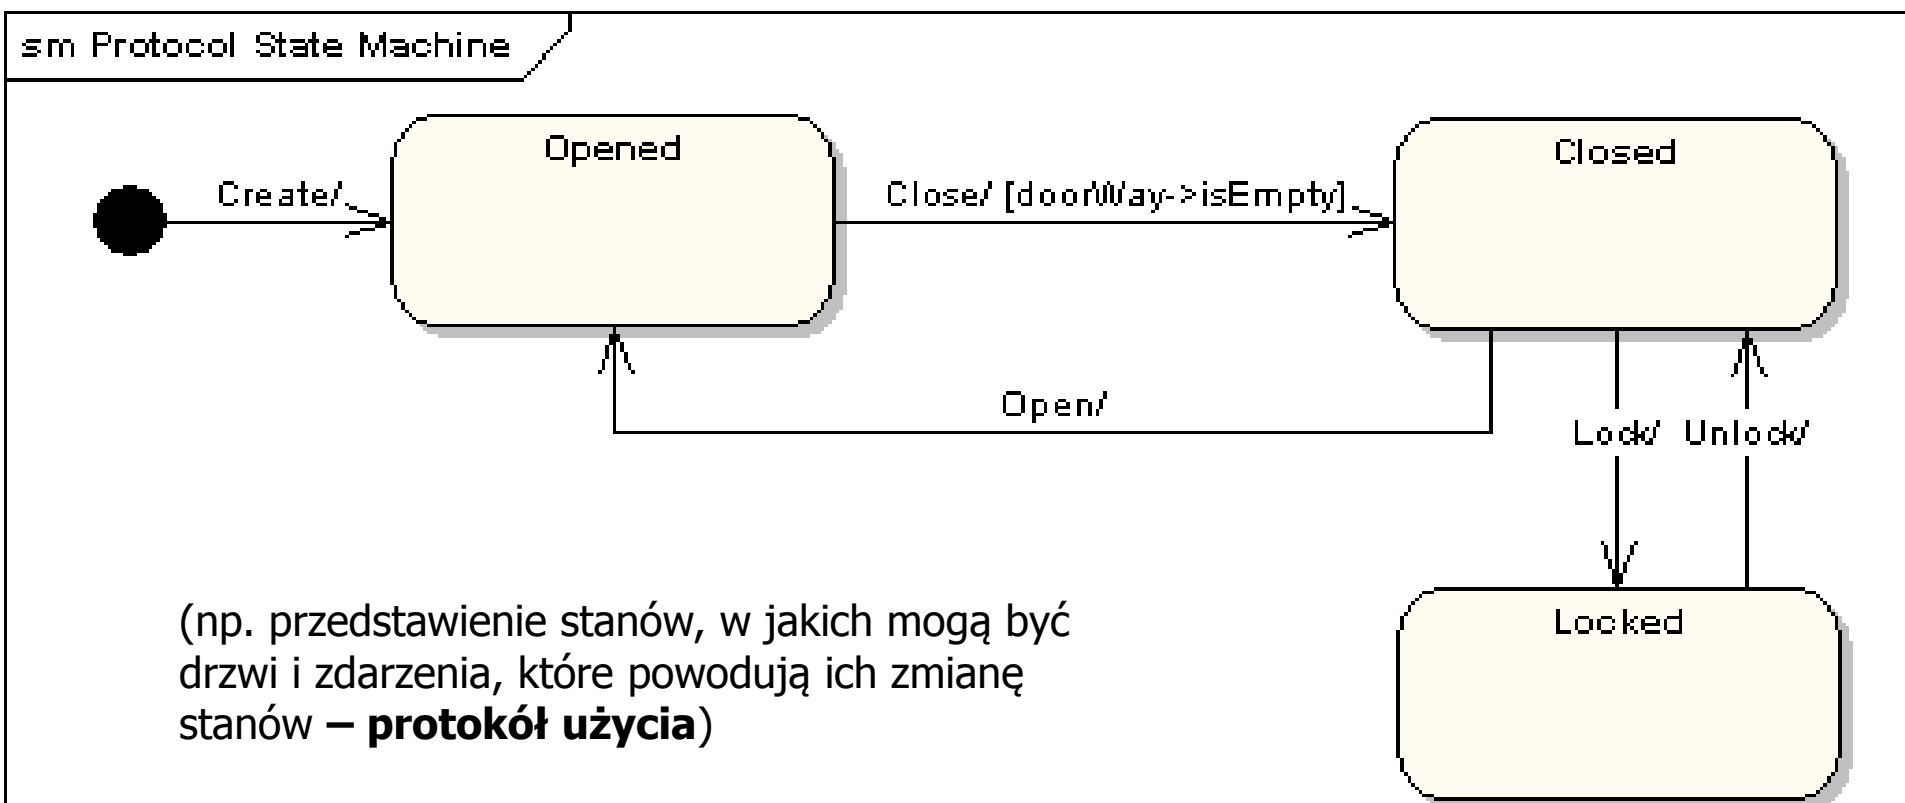 sm Protocol State Machine
Opened
Closed
Create/
Close/ [doorWay->isEmpty]
Open/
Lock/ Unlock/
Locked
(np. przedstawienie stanów, w jakich mogą być
drzwi i zdarzenia, które powodują ich zmianę
stanów – protokół użycia)